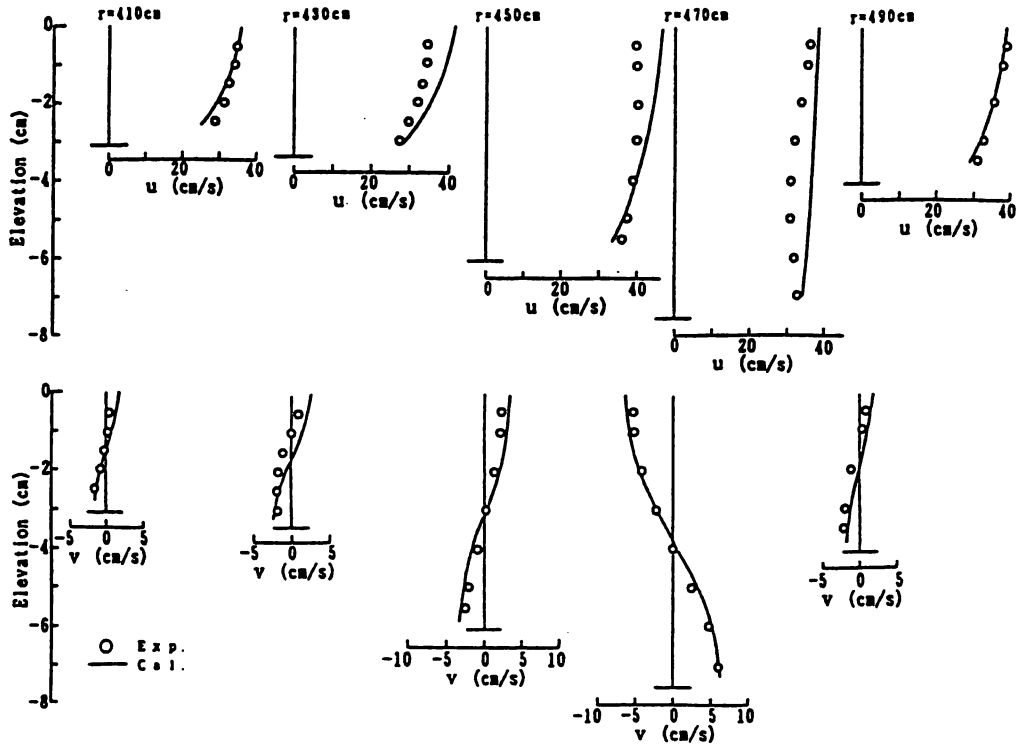 r=410cm
r=430cm
r=450cm
r=470cm
r=490cm
0
-2
-4
-6
-8
Elevation (cm)
0 20 40
u (cm/s)
0 20 40
u (cm/s)
0 20 40
u (cm/s)
0 20 40
u (cm/s)
0 20 40
u (cm/s)
0
-2
-4
-6
-8
Elevation (cm)
-5 0 5
v (cm/s)
-5 0 5
v (cm/s)
-10 -5 0 5 10
v (cm/s)
-10 -5 0 5 10
v (cm/s)
-5 0 5
v (cm/s)
Exp.
Cal.